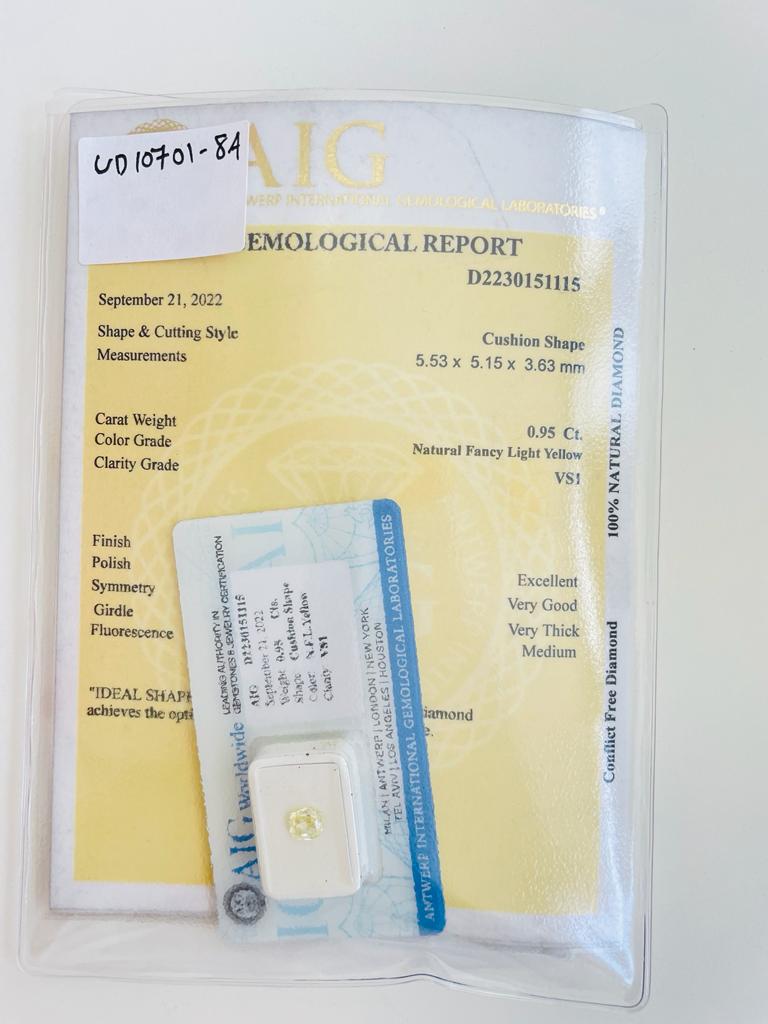 UD10701-84
AIG
WERP INTERNATIONAL GEMOLOGICAL LABORATORIES®
EMOLOGICAL REPORT
D2230151115
September 21, 2022
Shape & Cutting Style Cushion Shape
Measurements 5.53 x 5.15 x 3.63 mm
Carat Weight 0.95 Ct.
Color Grade Natural Fancy Light Yellow
Clarity Grade VS1
Finish
Polish Excellent
Symmetry Very Good
Girdle Very Thick
Fluorescence Medium
"IDEAL SHAP
achieves the opti iamond
100% NATURAL DIAMOND
Conflict Free Diamond
AIG Worldwide
LEADING AUTHORITY IN
GEMSTONES & JEWELRY CERTIFICATION
AIG D2230151115
September 21, 2022
Weight 0.95 Cts.
Shape Cushion Shape
Color N.F.L.Yellow
Clarity VS1
MILAN | ANTWERP | LONDON | NEW YORK
TEL AVIV | LOS ANGELES | HOUSTON
ANTWERP INTERNATIONAL GEMOLOGICAL LABORATORIES